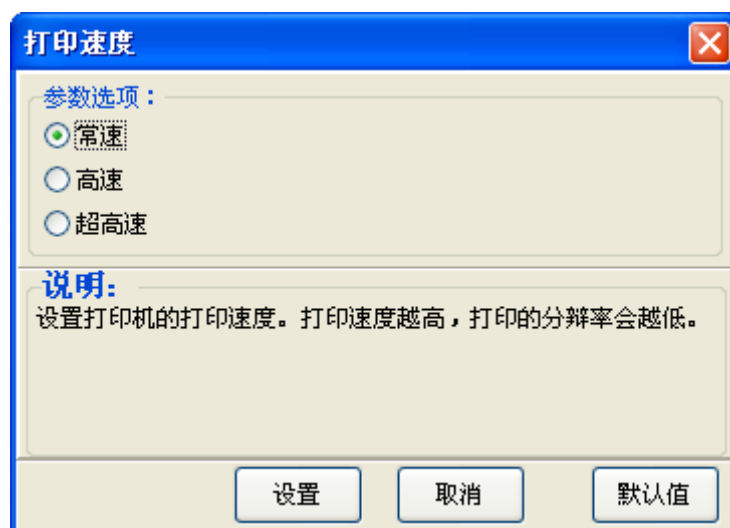 打印速度
参数选项：
常速
高速
超高速
说明:
设置打印机的打印速度。打印速度越高，打印的分辩率会越低。
设置 取消 默认值